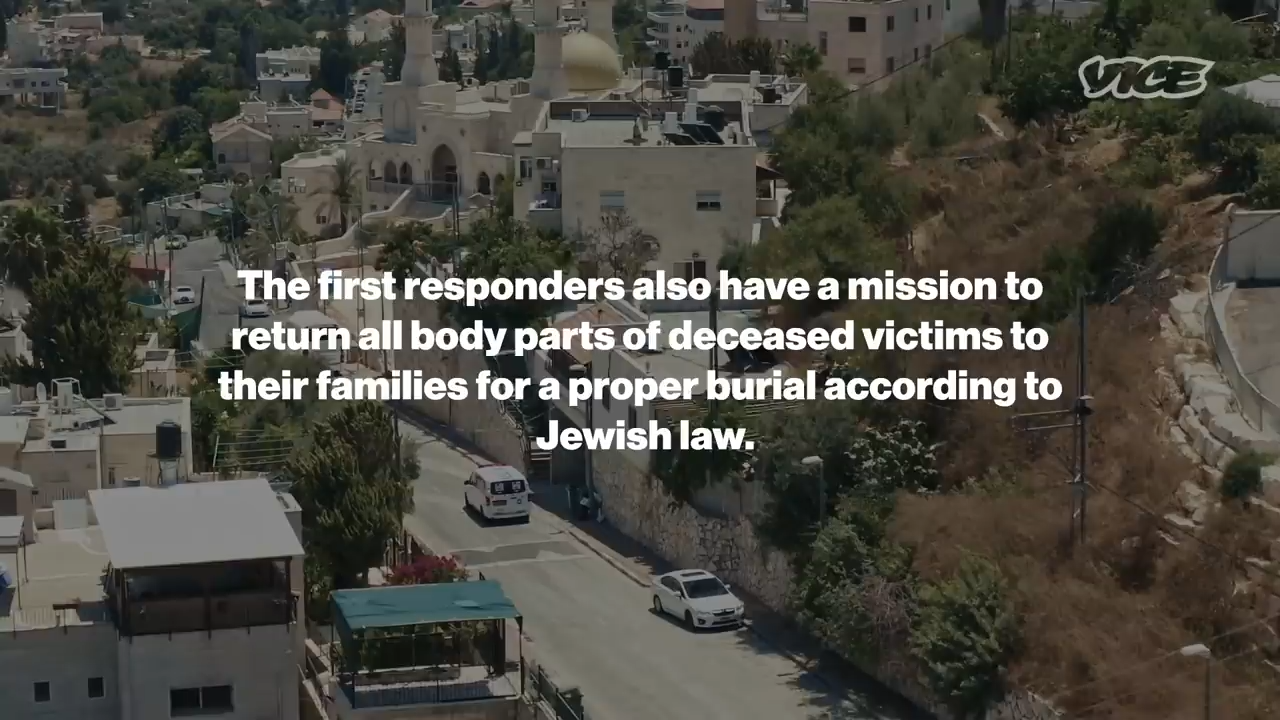 VICE
The first responders also have a mission to
return all body parts of deceased victims to
their families for a proper burial according to
Jewish law.